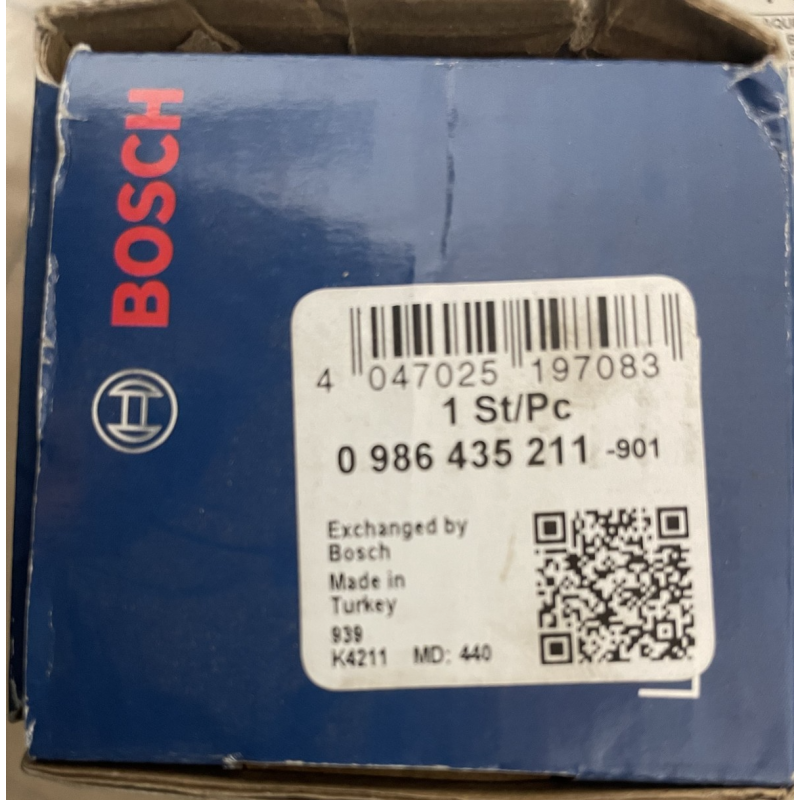 BOSCH
4 047025 197083
1 St/Pc
0 986 435 211 -901
Exchanged by
Bosch
Made in
Turkey
939
K4211 MD: 440